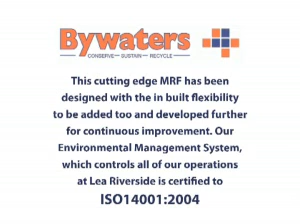 Bywaters
CONSERVE — SUSTAIN — RECYCLE
This cutting edge MRF has been
designed with the in built flexibility
to be added too and developed further
for continuous improvement. Our
Environmental Management System,
which controls all of our operations
at Lea Riverside is certified to
ISO14001:2004